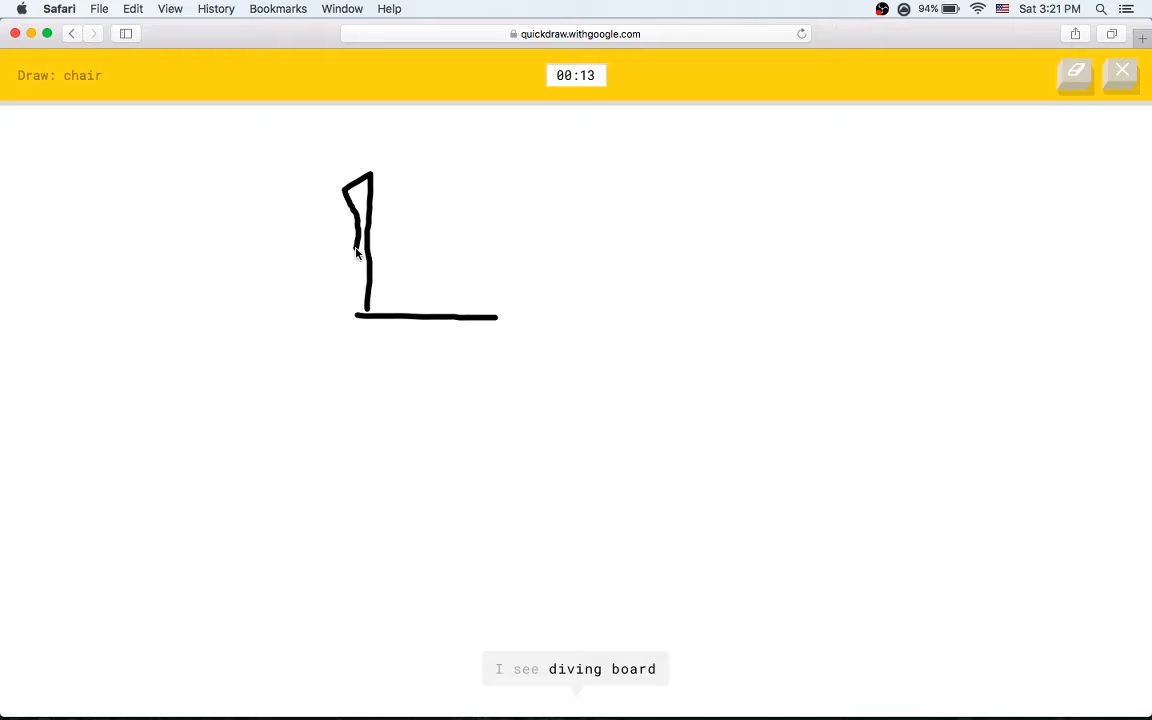 Safari File Edit View History Bookmarks Window Help 94% Sat 3:21 PM
quickdraw.withgoogle.com
Draw: chair 00:13
I see diving board